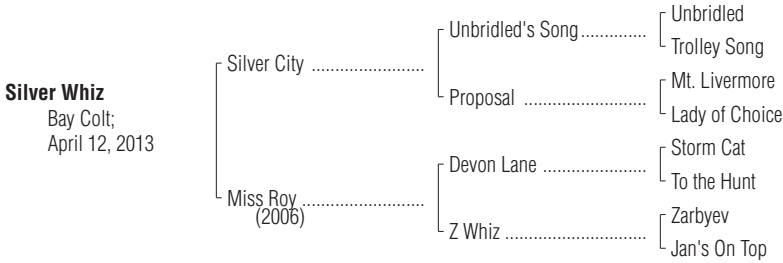 Unbridled
Unbridled's Song..............
Trolley Song
Silver City ........................
Mt. Livermore
Silver Whiz
Proposal ..........................
Bay Colt;
Lady of Choice
April 12, 2013
Storm Cat
Devon Lane ......................
To the Hunt
Miss Roy ..........................
(2006)
Zarbyev
Z Whiz ..............................
Jan's On Top